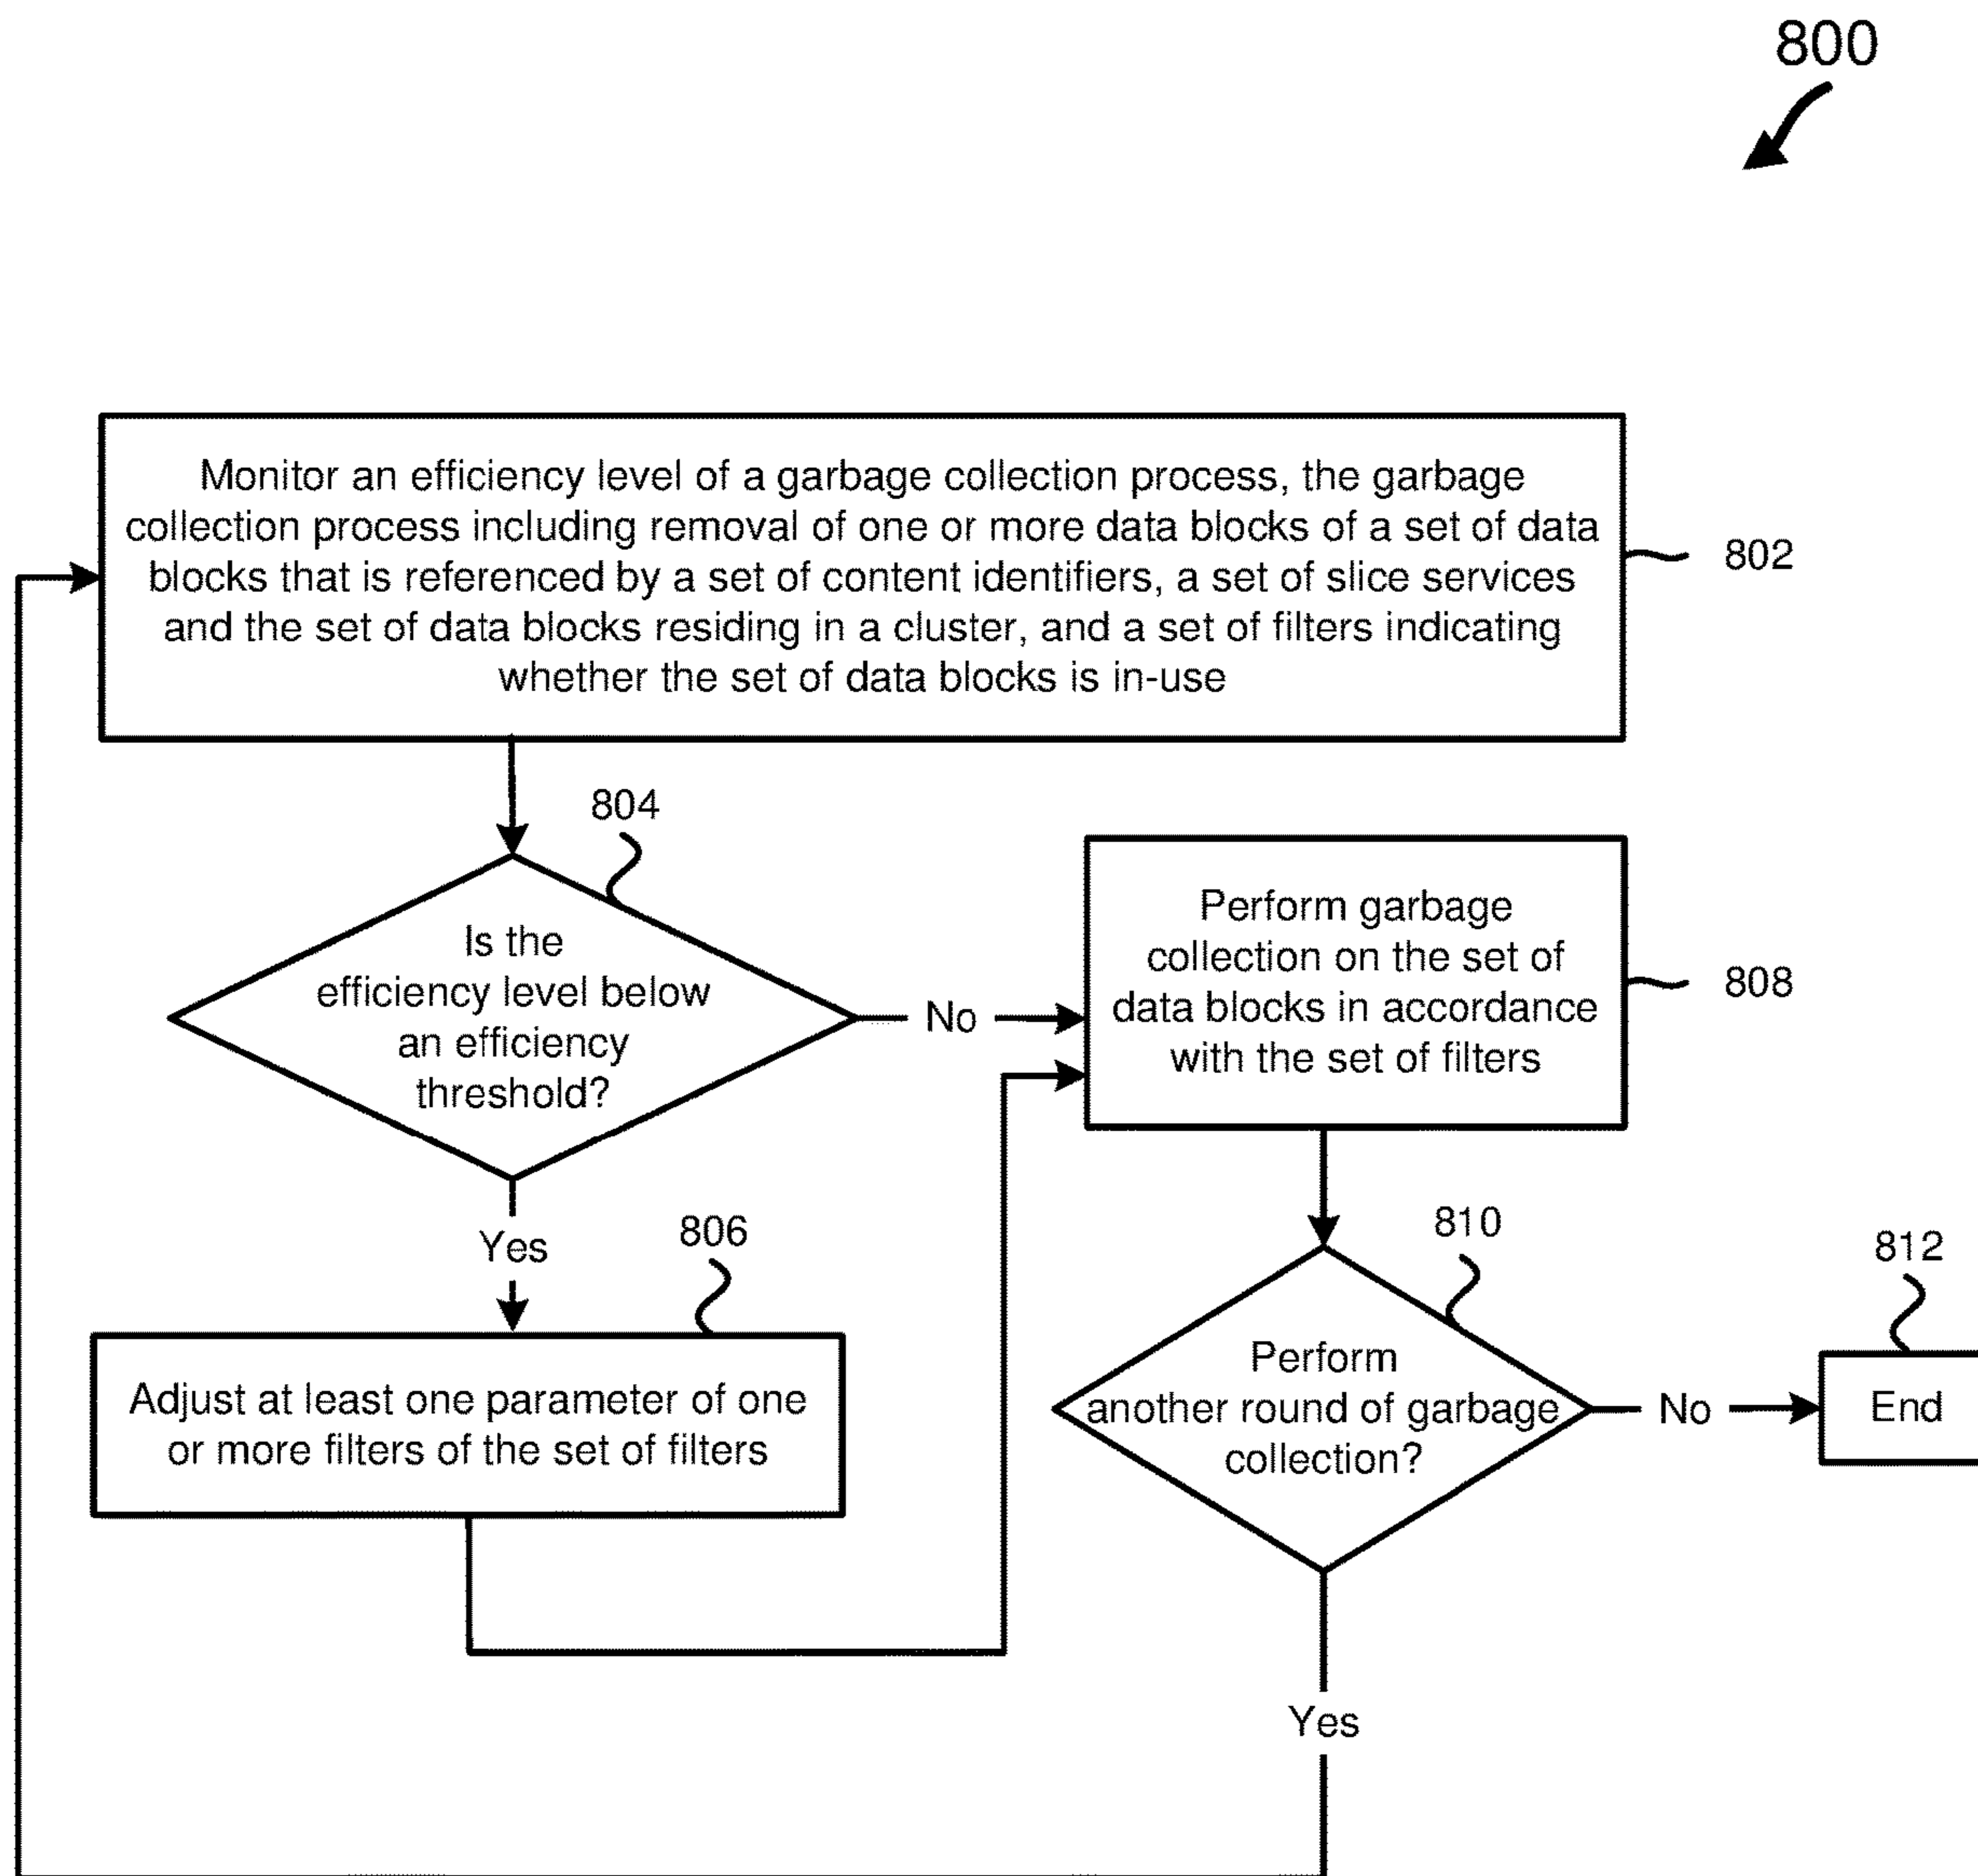 800
Monitor an efficiency level of a garbage collection process, the garbage
collection process including removal of one or more data blocks of a set of data
blocks that is referenced by a set of content identifiers, a set of slice services
and the set of data blocks residing in a cluster, and a set of filters indicating
whether the set of data blocks is in-use
802
804
Is the
efficiency level below
an efficiency
threshold?
No
Yes
806
Adjust at least one parameter of one
or more filters of the set of filters
Perform garbage
collection on the set of
data blocks in accordance
with the set of filters
808
810
Perform
another round of garbage
collection?
No
812
End
Yes